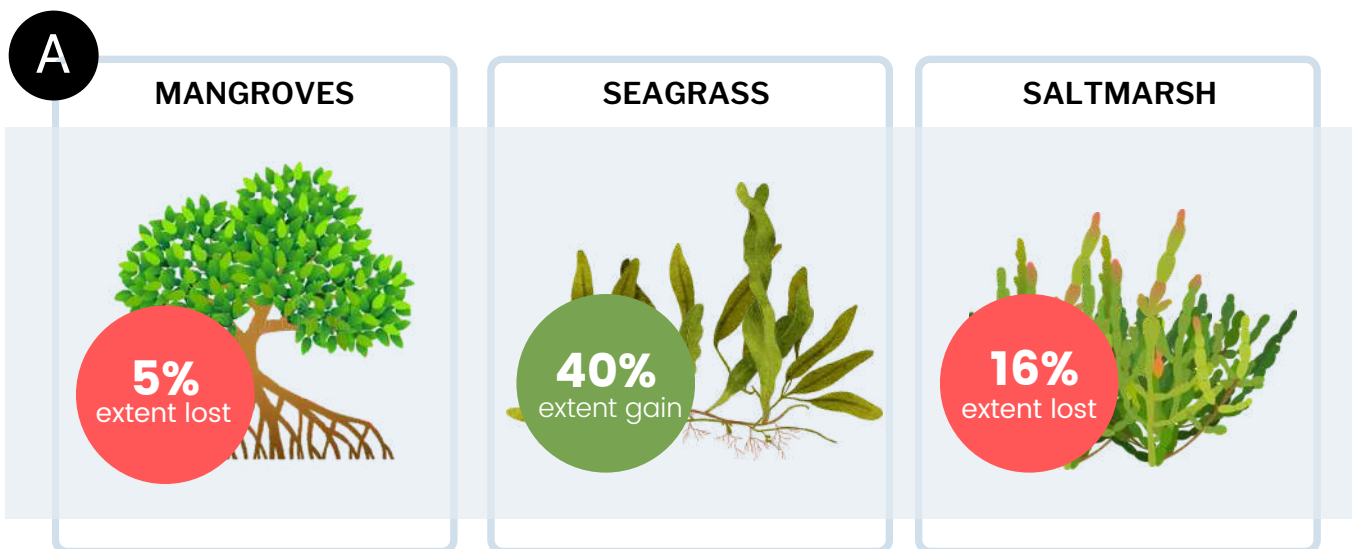 A
MANGROVES
5%
extent lost
SEAGRASS
40%
extent gain
SALTMARSH
16%
extent lost